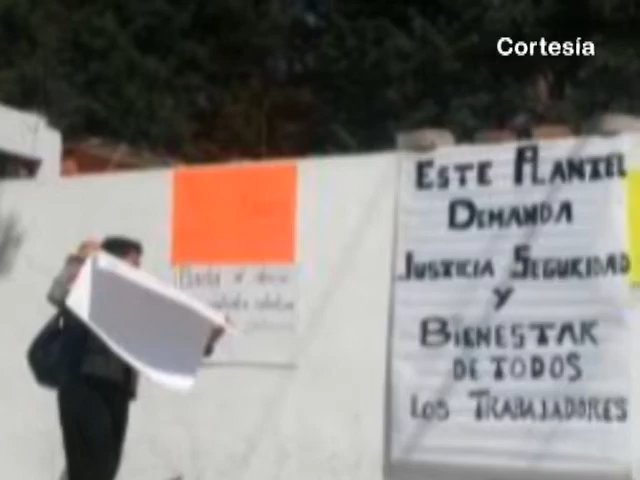 Cortesía
ESTE PLANTEL
DEMANDA
JUSTICIA SEGURIDAD
Y
BIENESTAR
DE TODOS
LOS TRABAJADORES